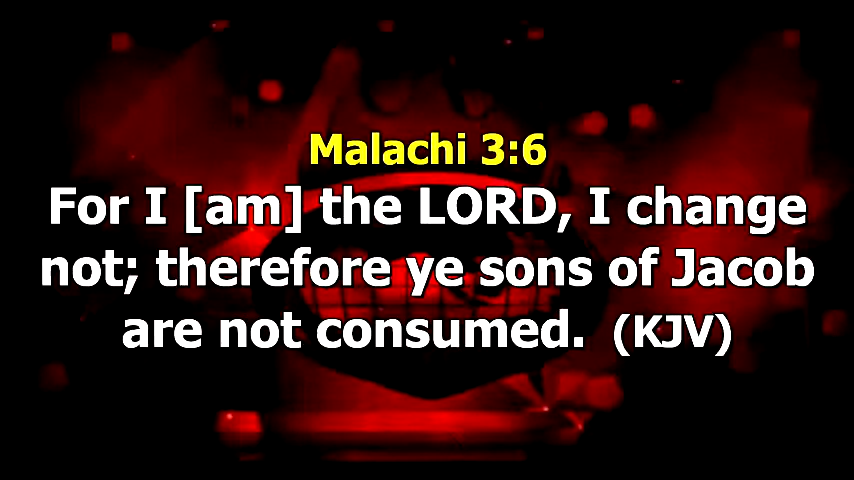 Malachi 3:6
For I [am] the LORD, I change
not; therefore ye sons of Jacob
are not consumed. (KJV)